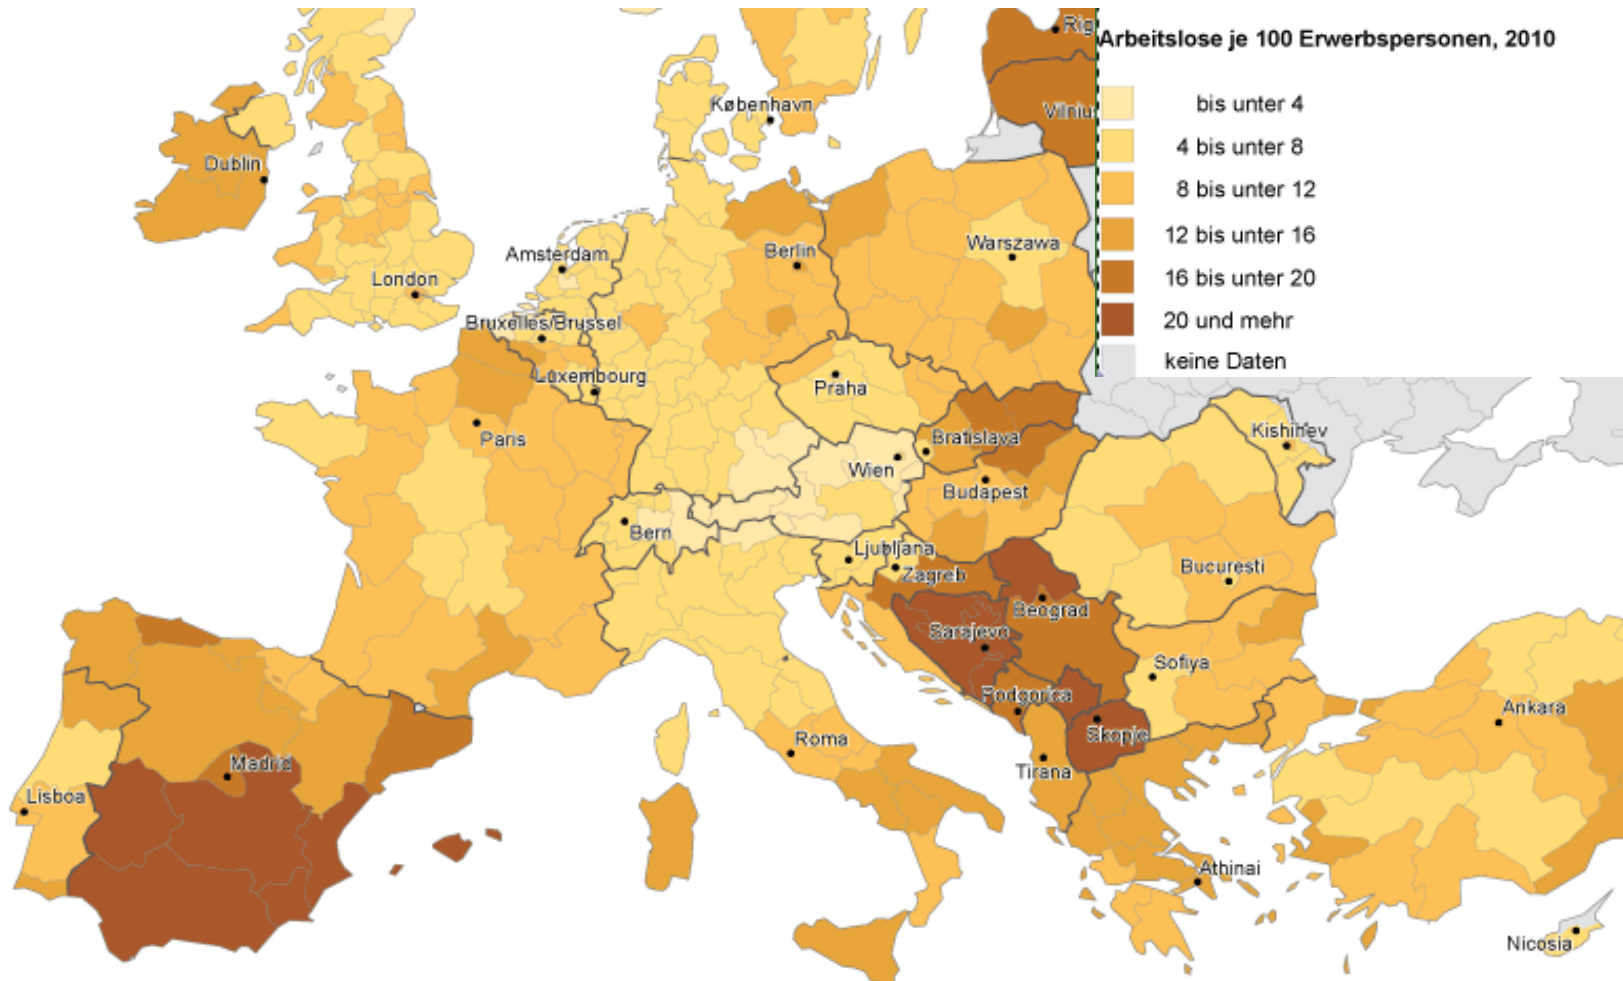 Arbeitslose je 100 Erwerbspersonen, 2010
bis unter 4
4 bis unter 8
8 bis unter 12
12 bis unter 16
16 bis unter 20
20 und mehr
keine Daten
Rig
København
Vilnius
Dublin
Warszawa
Amsterdam
Berlin
London
Bruxelles/Brussel
Luxembourg
Praha
Paris
Bratislava
Kishinev
Wien
Budapest
Bern
Ljubljana
Zagreb
Bucuresti
Beograd
Sarajevo
Sofiya
Podgorica
Ankara
Skopje
Roma
Madrid
Tirana
Lisboa
Athinai
Nicosia